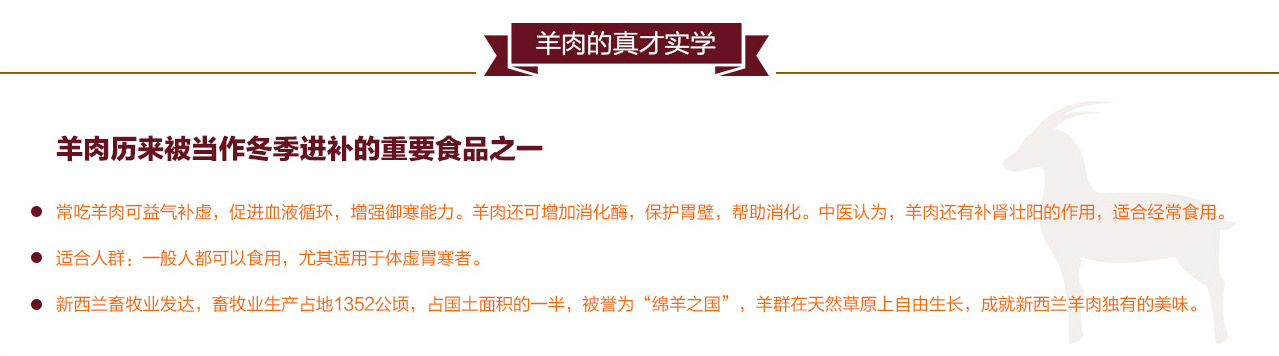 羊肉的真才实学
羊肉历来被当作冬季进补的重要食品之一
常吃羊肉可益气补虚，促进血液循环，增强御寒能力。羊肉还可增加消化酶，保护胃壁，帮助消化。中医认为，羊肉还有补肾壮阳的作用，适合经常食用。
适合人群：一般人都可以食用，尤其适用于体虚胃寒者。
新西兰畜牧业发达，畜牧业生产占地1352公顷，占国土面积的一半，被誉为“绵羊之国”，羊群在天然草原上自由生长，成就新西兰羊肉独有的美味。